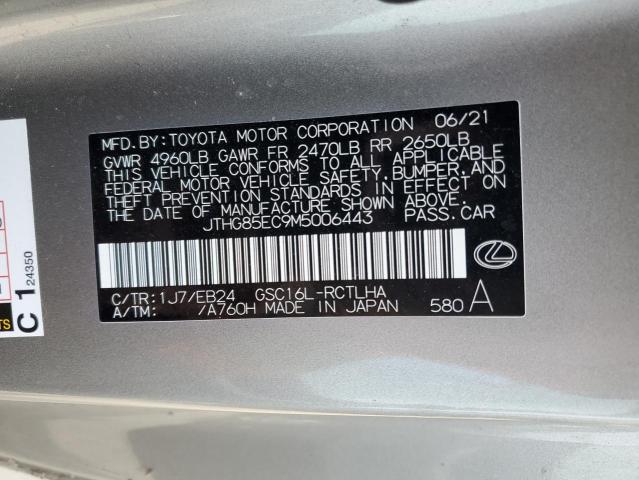 MFD.BY:TOYOTA MOTOR CORPORATION 06/21
GVWR 4960LB GAWR FR 2470LB RR 2650LB
THIS VEHICLE CONFORMS TO ALL APPLICABLE
FEDERAL MOTOR VEHICLE SAFETY,BUMPER,AND
THEFT PREVENTION STANDARDS IN EFFECT ON
THE DATE OF MANUFACTURE SHOWN ABOVE.
JTHG85EC9M5006443 PASS.CAR
C/TR:1J7/EB24 GSC16L-RCTLHA
A/TM: /A760H MADE IN JAPAN 580 A
C 1 24350